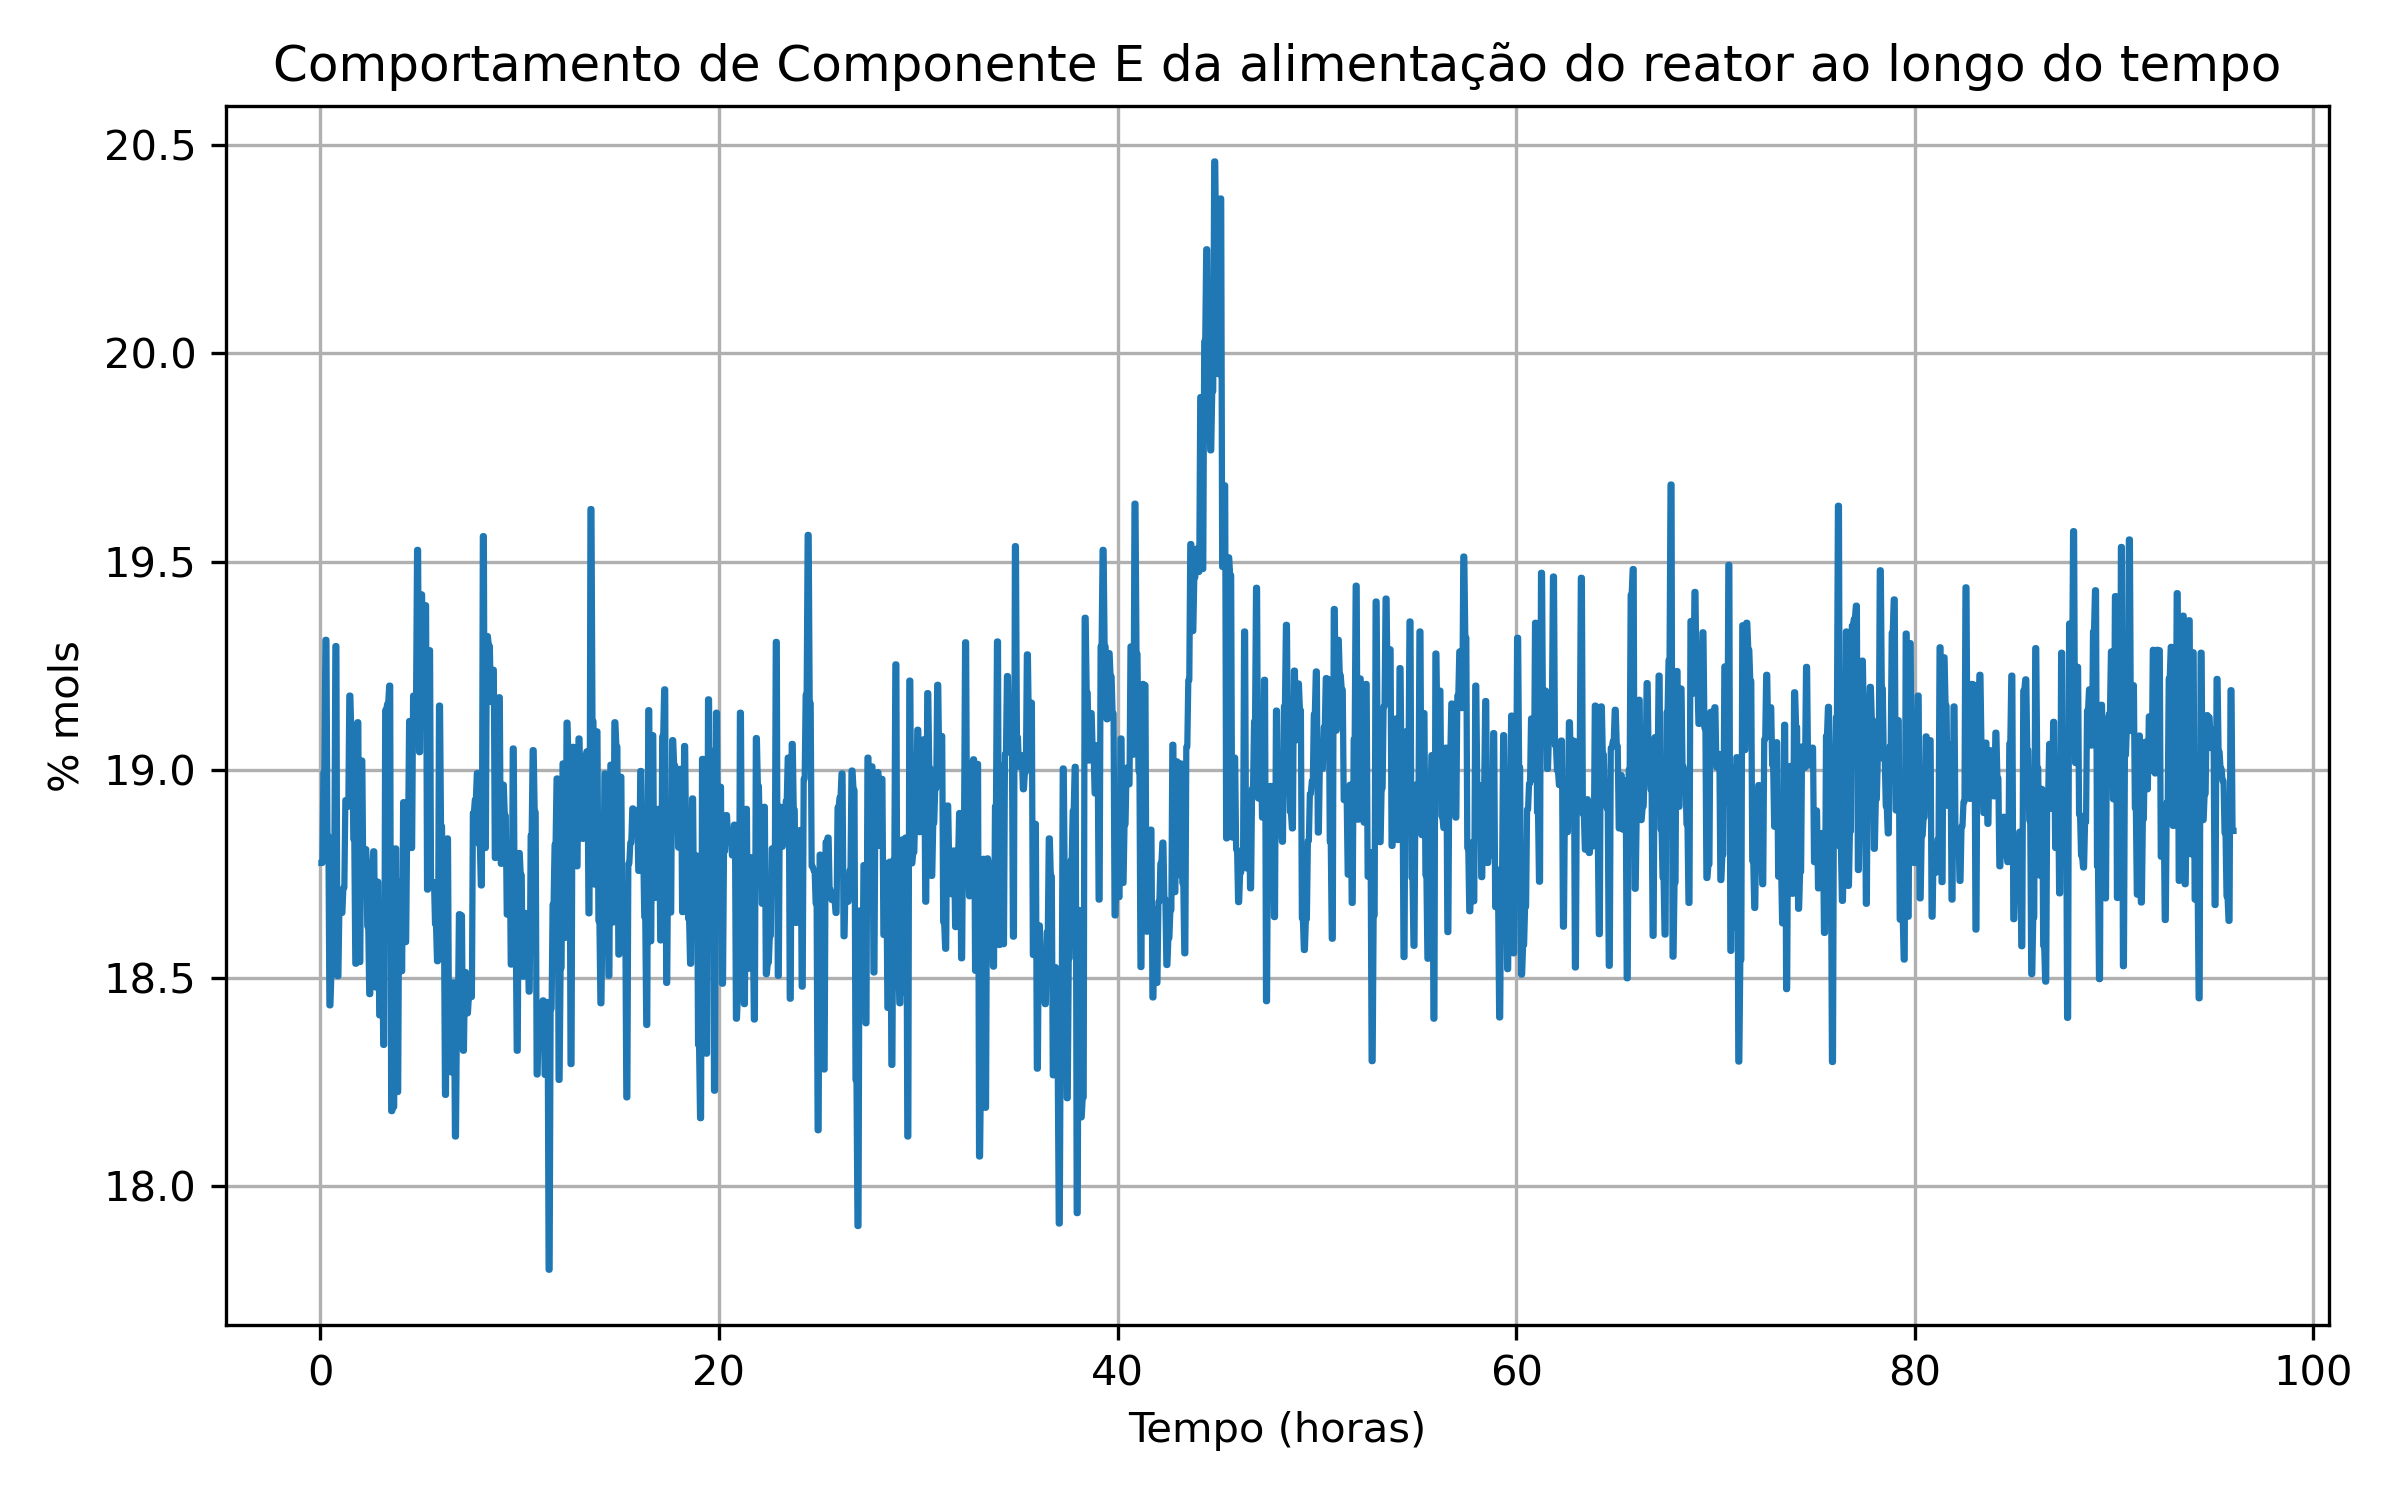 Comportamento de Componente E da alimentação do reator ao longo do tempo
20.5
20.0
19.5
19.0
18.5
18.0
% mols
0 20 40 60 80 100
Tempo (horas)